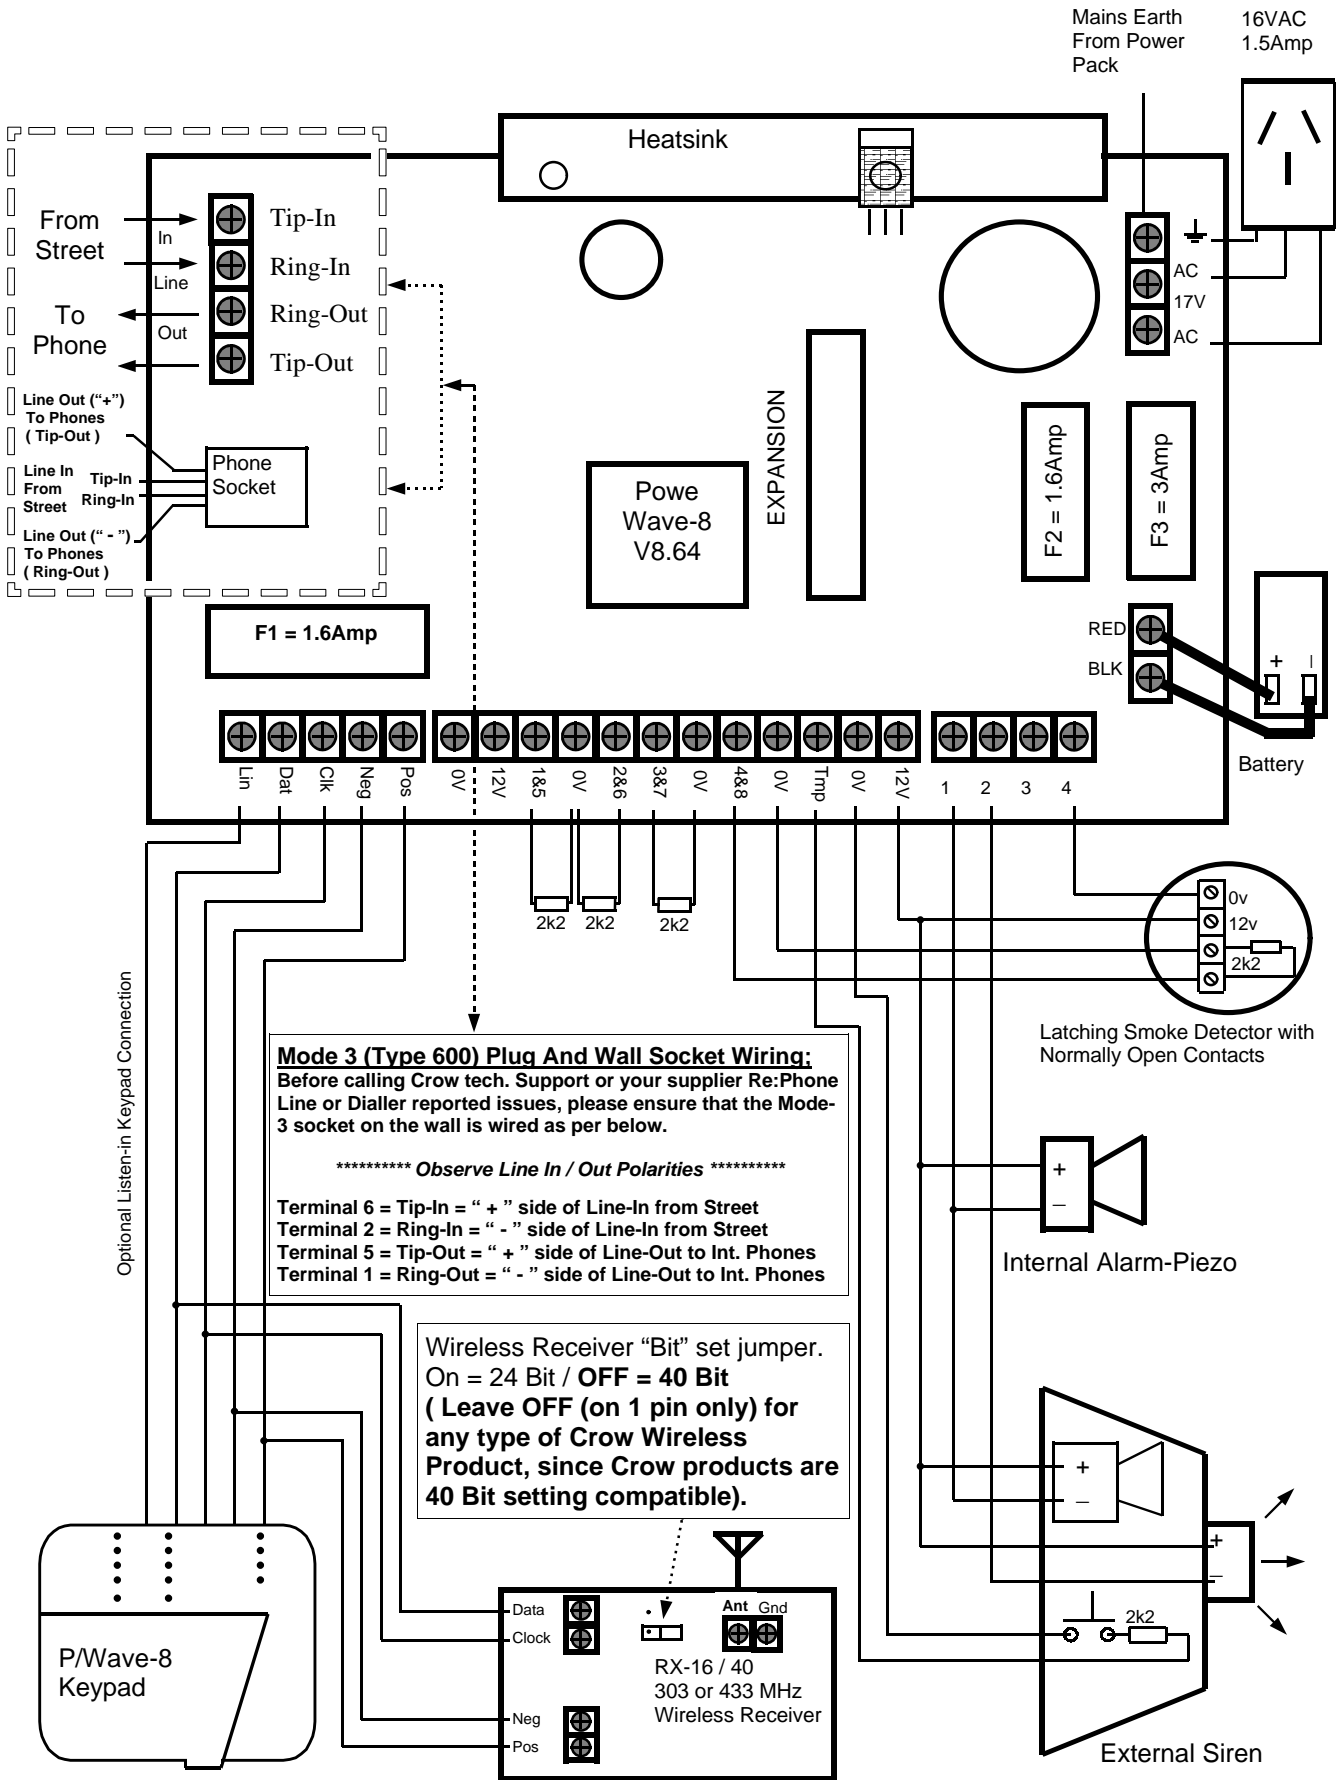 Mains Earth
From Power
Pack
16VAC
1.5Amp
Heatsink
From
Street
In
Line
To
Phone
Out
Tip-In
Ring-In
Ring-Out
Tip-Out
AC
17V
AC
Line Out (“+”)
To Phones
( Tip-Out )
Line In
From
Street
Tip-In
Ring-In
Line Out (“ - ”)
To Phones
( Ring-Out )
Phone
Socket
Powe
Wave-8
V8.64
EXPANSION
F2 = 1.6Amp
F3 = 3Amp
F1 = 1.6Amp
RED
BLK
+
–
Battery
Lin
Dat
Clk
Neg
Pos
0V
12V
1&5
0V
2&6
3&7
0V
4&8
0V
Tmp
0V
12V
1
2
3
4
2k2
2k2
2k2
0v
12v
2k2
Latching Smoke Detector with
Normally Open Contacts
Optional Listen-in Keypad Connection
Mode 3 (Type 600) Plug And Wall Socket Wiring;
Before calling Crow tech. Support or your supplier Re:Phone
Line or Dialler reported issues, please ensure that the Mode-
3 socket on the wall is wired as per below.
********** Observe Line In / Out Polarities **********
Terminal 6 = Tip-In = “ + ” side of Line-In from Street
Terminal 2 = Ring-In = “ - ” side of Line-In from Street
Terminal 5 = Tip-Out = “ + ” side of Line-Out to Int. Phones
Terminal 1 = Ring-Out = “ - ” side of Line-Out to Int. Phones
+
–
Internal Alarm-Piezo
Wireless Receiver “Bit” set jumper.
On = 24 Bit / OFF = 40 Bit
( Leave OFF (on 1 pin only) for
any type of Crow Wireless
Product, since Crow products are
40 Bit setting compatible).
+
–
+
–
2k2
External Siren
P/Wave-8
Keypad
Data
Clock
Neg
Pos
Ant
Gnd
RX-16 / 40
303 or 433 MHz
Wireless Receiver